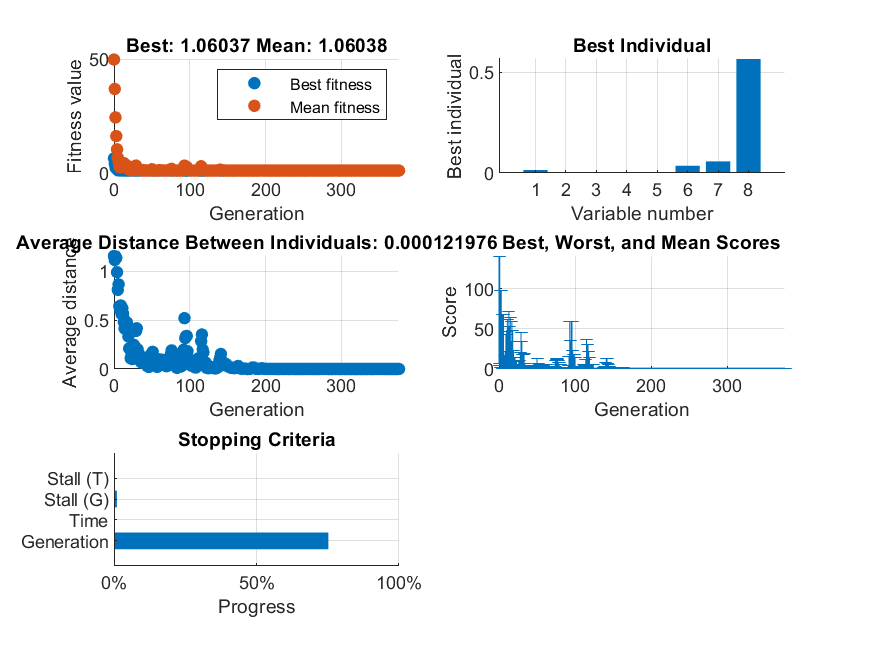 Best: 1.06037 Mean: 1.06038
Fitness value
50
0
Best fitness
Mean fitness
0 100 200 300
Generation
Best Individual
Best individual
0.5
0
1 2 3 4 5 6 7 8
Variable number
Average Distance Between Individuals: 0.000121976
Average distance
1
0.5
0
0 100 200 300
Generation
Best, Worst, and Mean Scores
Score
100
50
0
0 100 200 300
Generation
Stopping Criteria
Stall (T)
Stall (G)
Time
Generation
0% 50% 100%
Progress